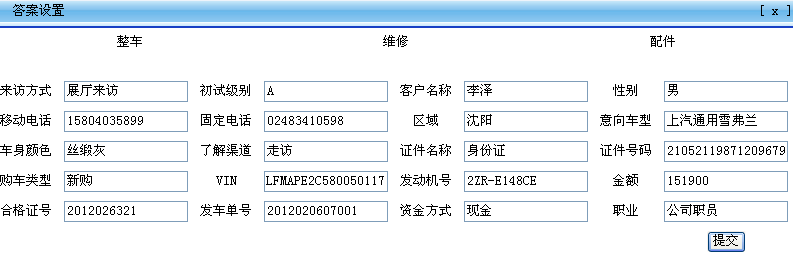 答案设置 [ x ]
整车 维修 配件
来访方式 展厅来访 初试级别 A 客户名称 李泽 性别 男
移动电话 15804035899 固定电话 02483410598 区域 沈阳 意向车型 上汽通用雪弗兰
车身颜色 丝缎灰 了解渠道 走访 证件名称 身份证 证件号码 21052119871209679
购车类型 新购 VIN LFMAPE2C580050117 发动机号 2ZR-E148CE 金额 151900
合格证号 2012026321 发车单号 2012020607001 资金方式 现金 职业 公司职员
提交